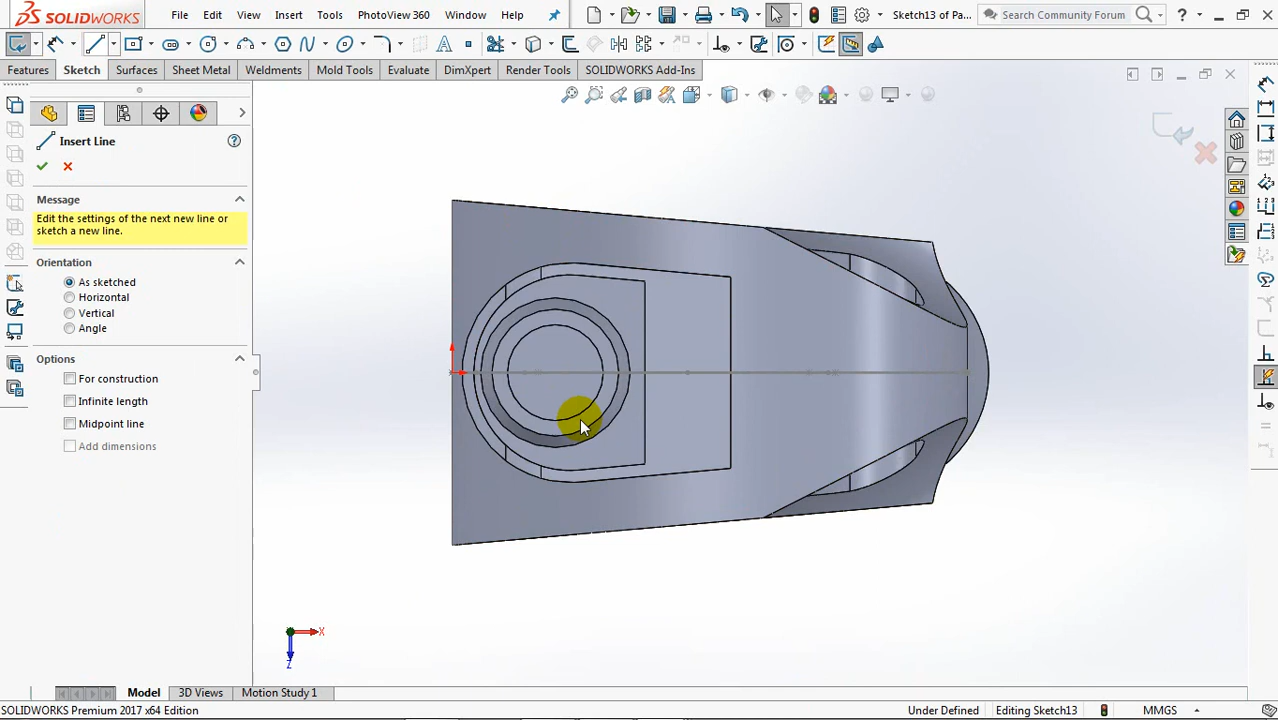 SOLIDWORKS File Edit View Insert Tools PhotoView 360 Window Help Sketch13 of Pa... Search Community Forum
Features Sketch Surfaces Sheet Metal Weldments Mold Tools Evaluate DimXpert Render Tools SOLIDWORKS Add-Ins
Insert Line
Message
Edit the settings of the next new line or
sketch a new line.
Orientation
As sketched
Horizontal
Vertical
Angle
Options
For construction
Infinite length
Midpoint line
Add dimensions
X
Z
Model 3D Views Motion Study 1
SOLIDWORKS Premium 2017 x64 Edition Under Defined Editing Sketch13 MMGS